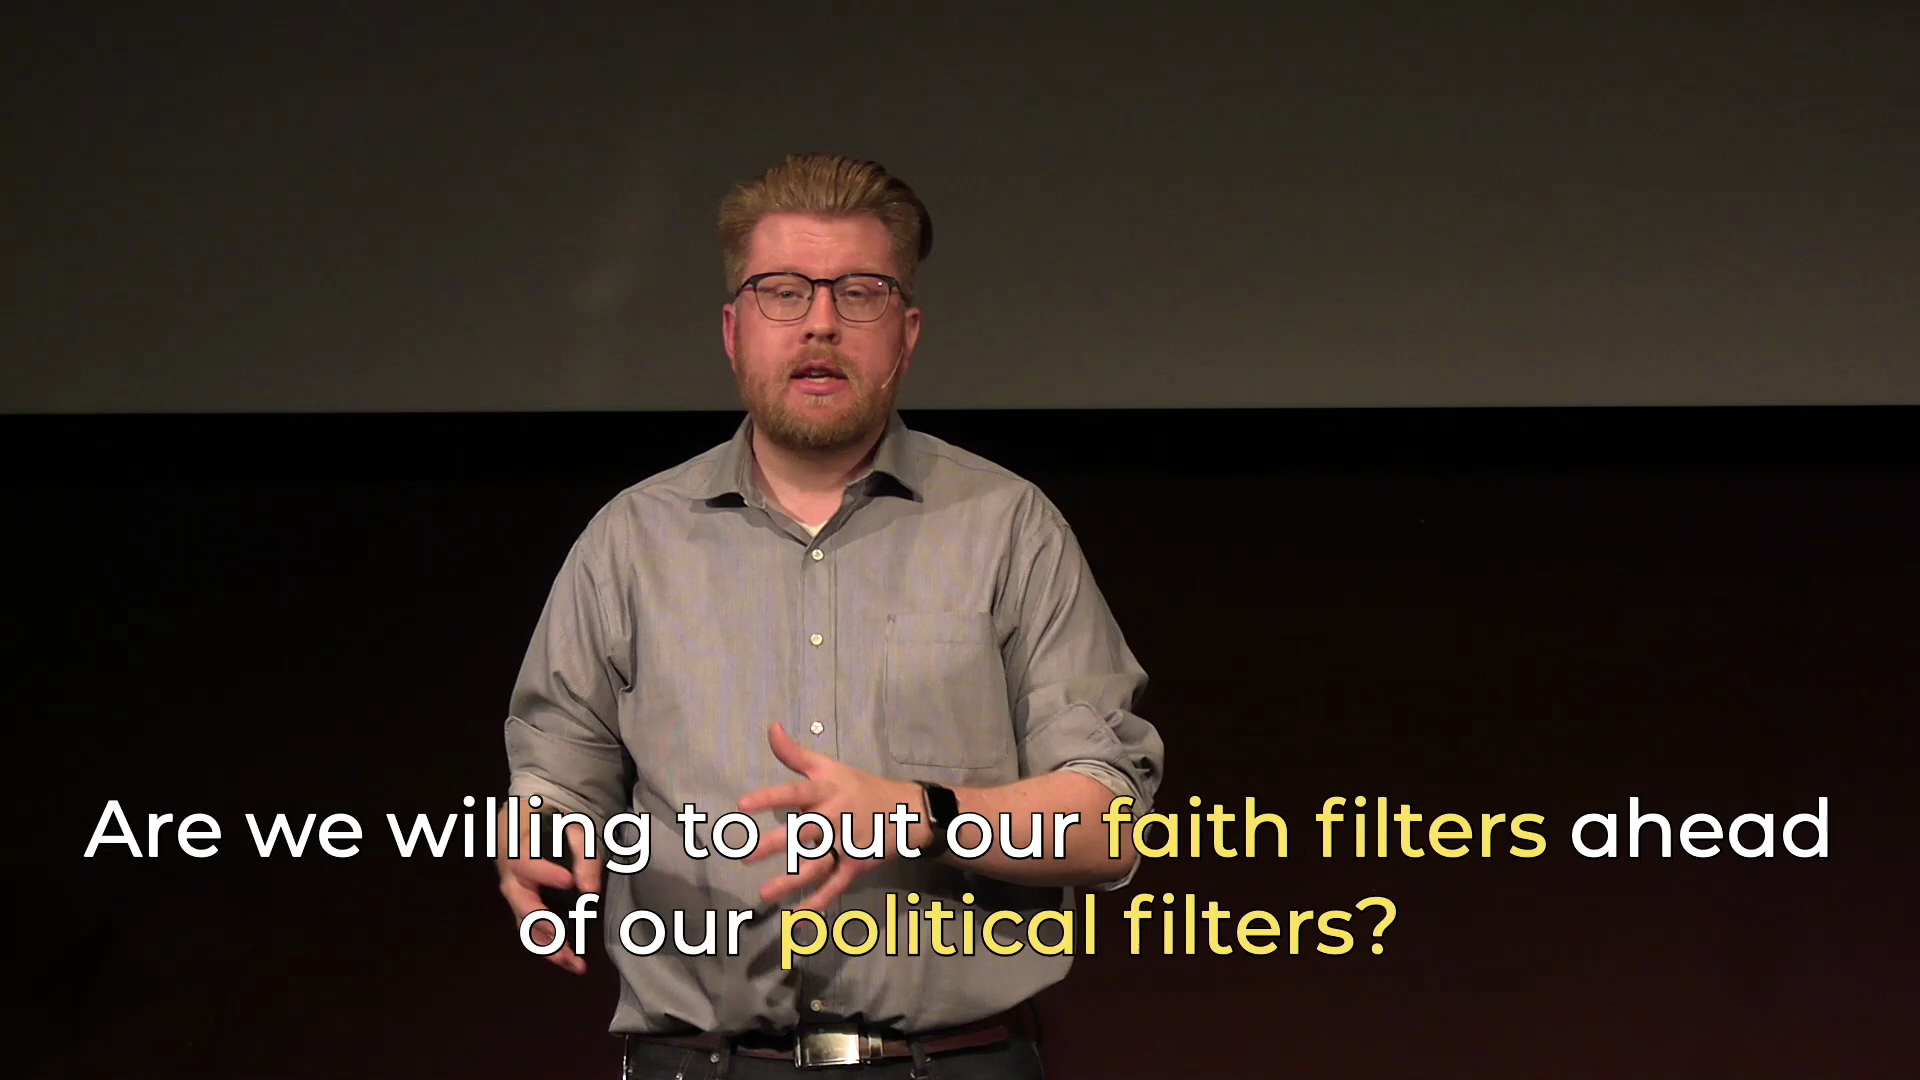 Are we willing to put our faith filters ahead
of our political filters?